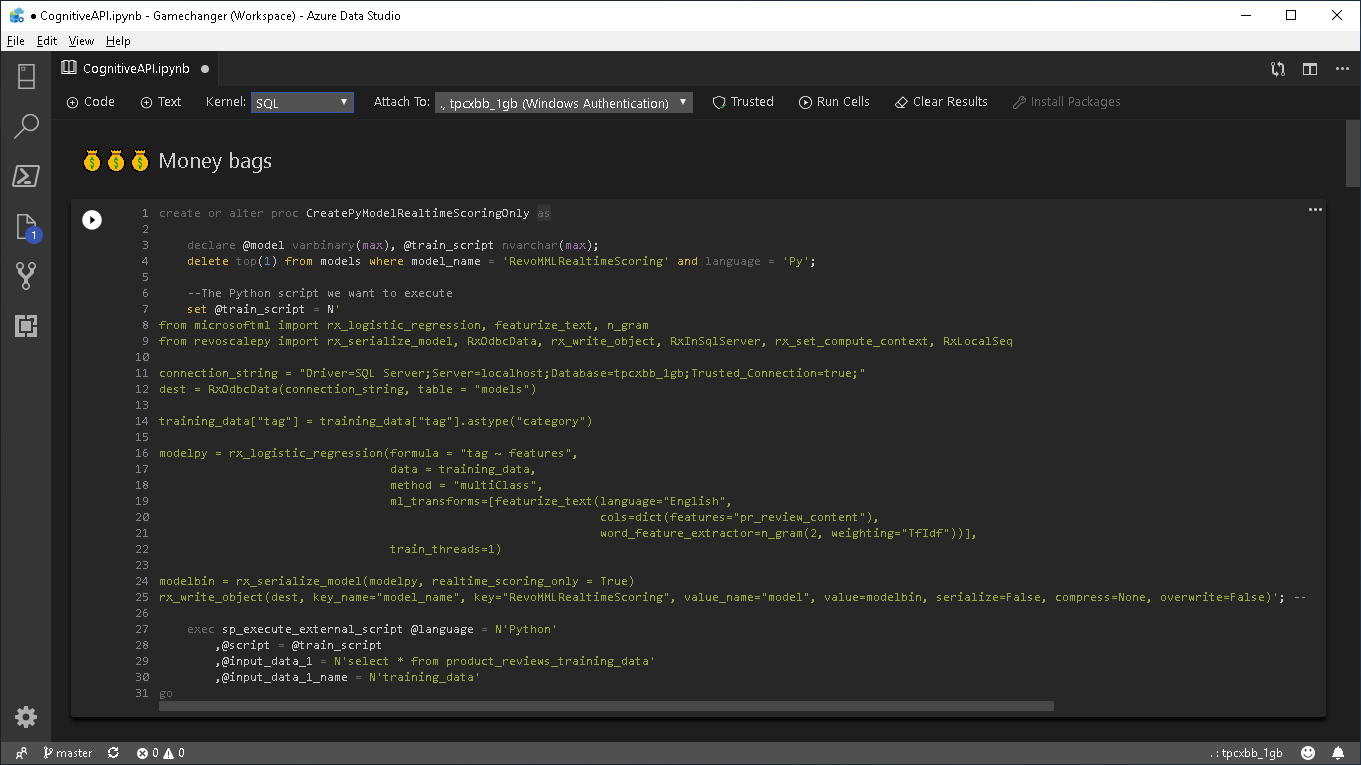 ● CognitiveAPI.ipynb - Gamechanger (Workspace) - Azure Data Studio
File Edit View Help
CognitiveAPI.ipynb ●
Code Text Kernel: SQL Attach To: ., tpcxbb_1gb (Windows Authentication) Trusted Run Cells Clear Results Install Packages
💰💰💰 Money bags
1 create or alter proc CreatePyModelRealtimeScoringOnly as
2
3     declare @model varbinary(max), @train_script nvarchar(max);
4     delete top(1) from models where model_name = 'RevoMMLRealtimeScoring' and language = 'Py';
5
6     --The Python script we want to execute
7     set @train_script = N'
8 from microsoftml import rx_logistic_regression, featurize_text, n_gram
9 from revoscalepy import rx_serialize_model, RxOdbcData, rx_write_object, RxInSqlServer, rx_set_compute_context, RxLocalSeq
10
11 connection_string = "Driver=SQL Server;Server=localhost;Database=tpcxbb_1gb;Trusted_Connection=true;"
12 dest = RxOdbcData(connection_string, table = "models")
13
14 training_data["tag"] = training_data["tag"].astype("category")
15
16 modelpy = rx_logistic_regression(formula = "tag ~ features",
17                                  data = training_data,
18                                  method = "multiClass",
19                                  ml_transforms=[featurize_text(language="English",
20                                                                cols=dict(features="pr_review_content"),
21                                                                word_feature_extractor=n_gram(2, weighting="TfIdf"))],
22                                  train_threads=1)
23
24 modelbin = rx_serialize_model(modelpy, realtime_scoring_only = True)
25 rx_write_object(dest, key_name="model_name", key="RevoMMLRealtimeScoring", value_name="model", value=modelbin, serialize=False, compress=None, overwrite=False)'; --
26
27     exec sp_execute_external_script @language = N'Python'
28         ,@script = @train_script
29         ,@input_data_1 = N'select * from product_reviews_training_data'
30         ,@input_data_1_name = N'training_data'
31 go
1
master 0 0 . : tpcxbb_1gb